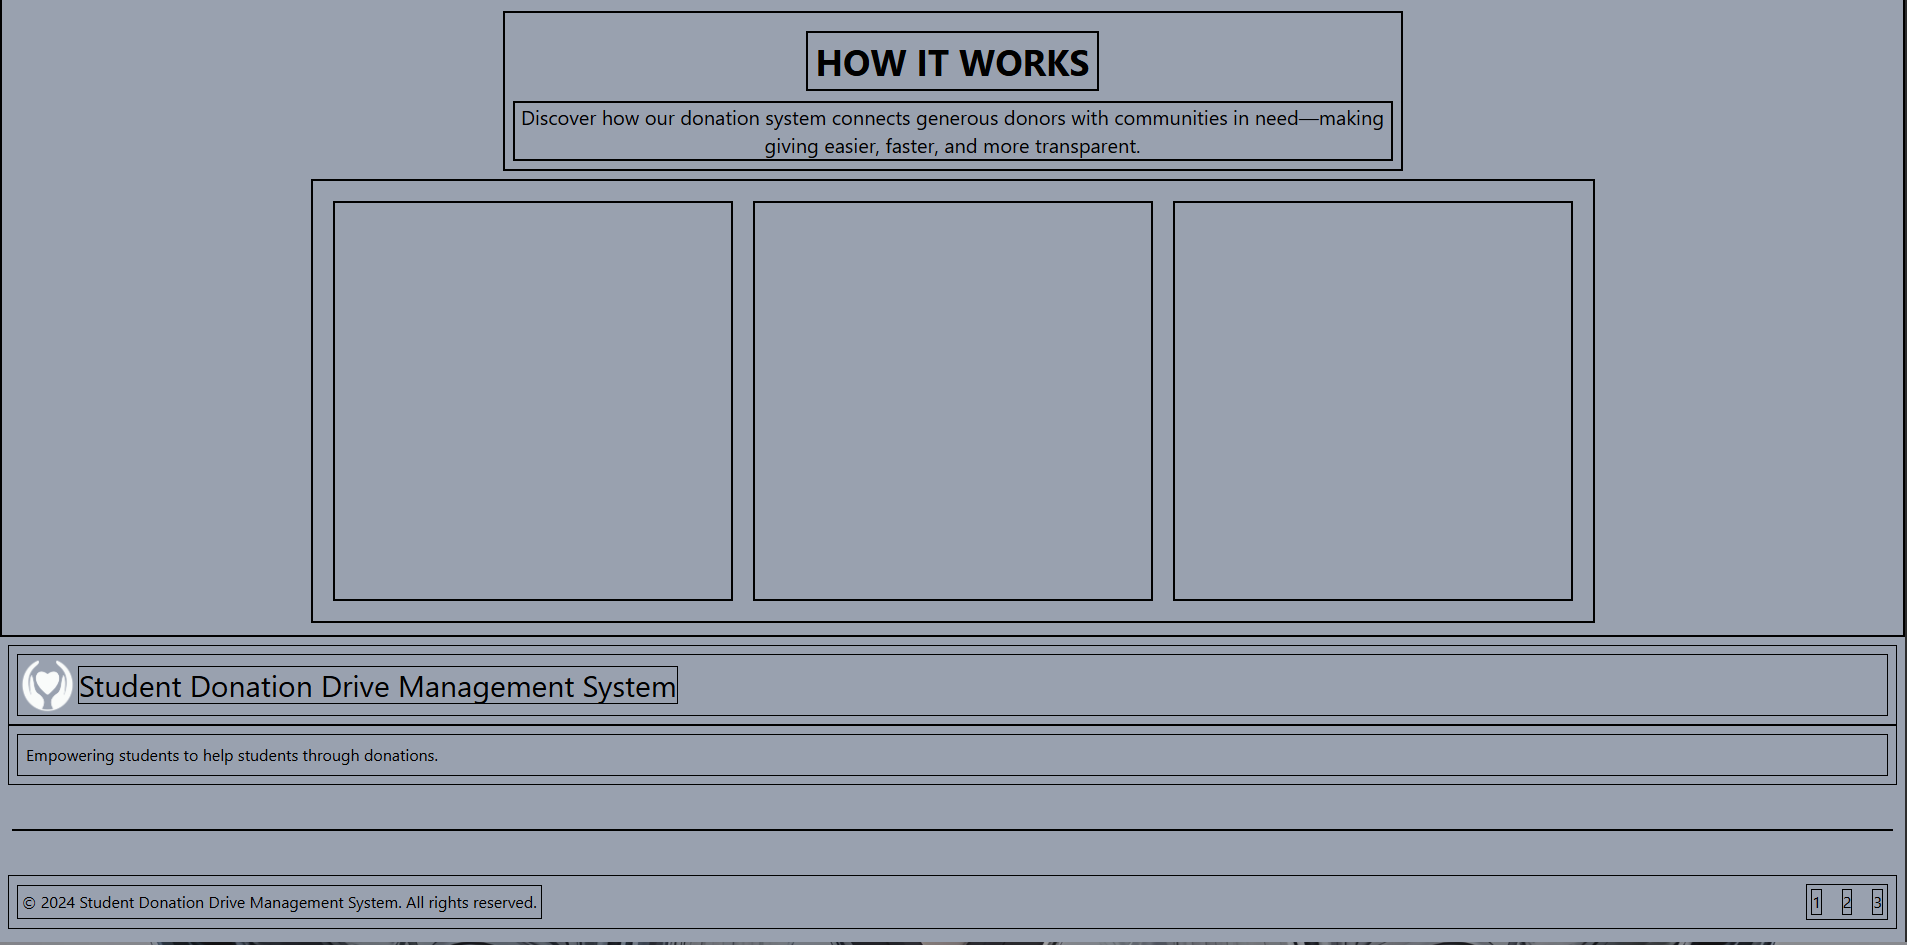 HOW IT WORKS
Discover how our donation system connects generous donors with communities in need—making
giving easier, faster, and more transparent.
Student Donation Drive Management System
Empowering students to help students through donations.
© 2024 Student Donation Drive Management System. All rights reserved.
1 2 3